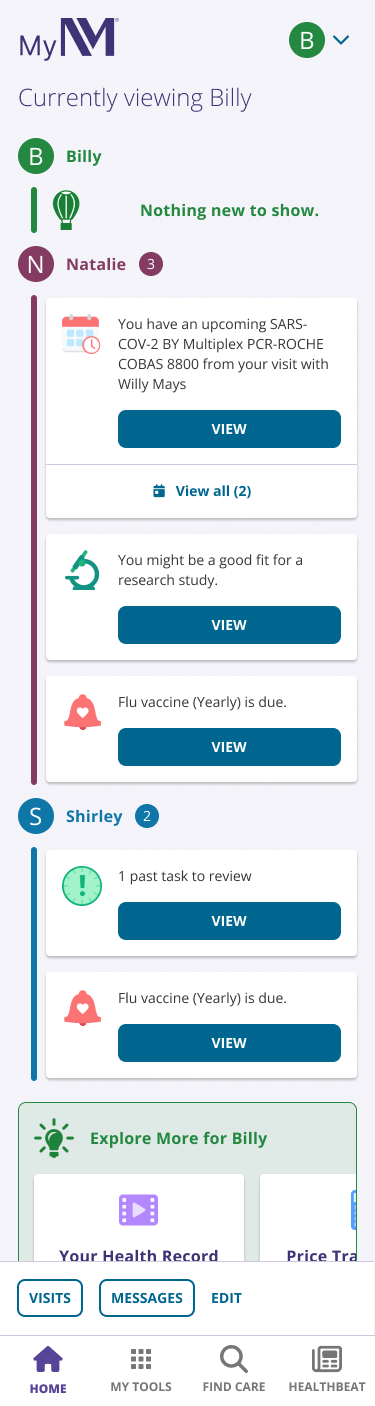 My NM
B
Currently viewing Billy
B Billy
Nothing new to show.
N Natalie 3
You have an upcoming SARS-
COV-2 BY Multiplex PCR-ROCHE
COBAS 8800 from your visit with
Willy Mays
VIEW
View all (2)
You might be a good fit for a
research study.
VIEW
Flu vaccine (Yearly) is due.
VIEW
S Shirley 2
1 past task to review
VIEW
Flu vaccine (Yearly) is due.
VIEW
Explore More for Billy
Your Health Record
Price Tra
VISITS MESSAGES EDIT
HOME MY TOOLS FIND CARE HEALTHBEAT